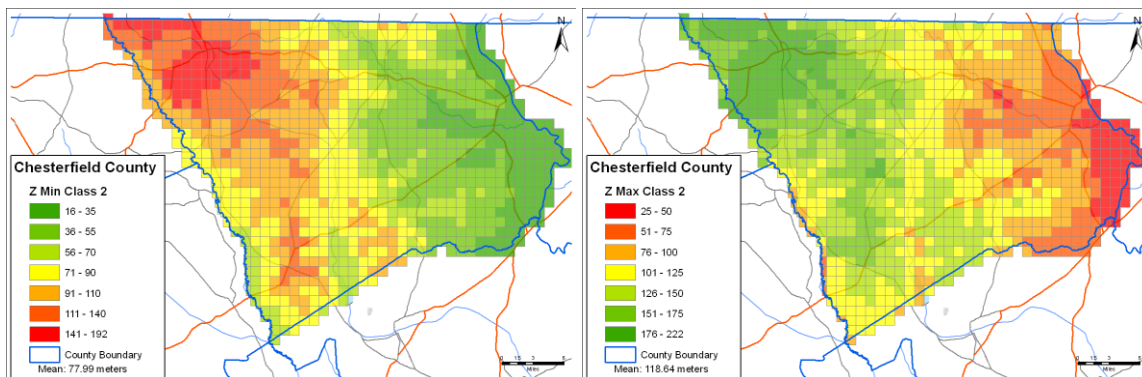 N
Chesterfield County
Z Min Class 2
16 - 35
36 - 55
56 - 70
71 - 90
91 - 110
111 - 140
141 - 192
County Boundary
Mean: 77.99 meters
Miles
N
Chesterfield County
Z Max Class 2
25 - 50
51 - 75
76 - 100
101 - 125
126 - 150
151 - 175
176 - 222
County Boundary
Mean: 118.64 meters
Miles